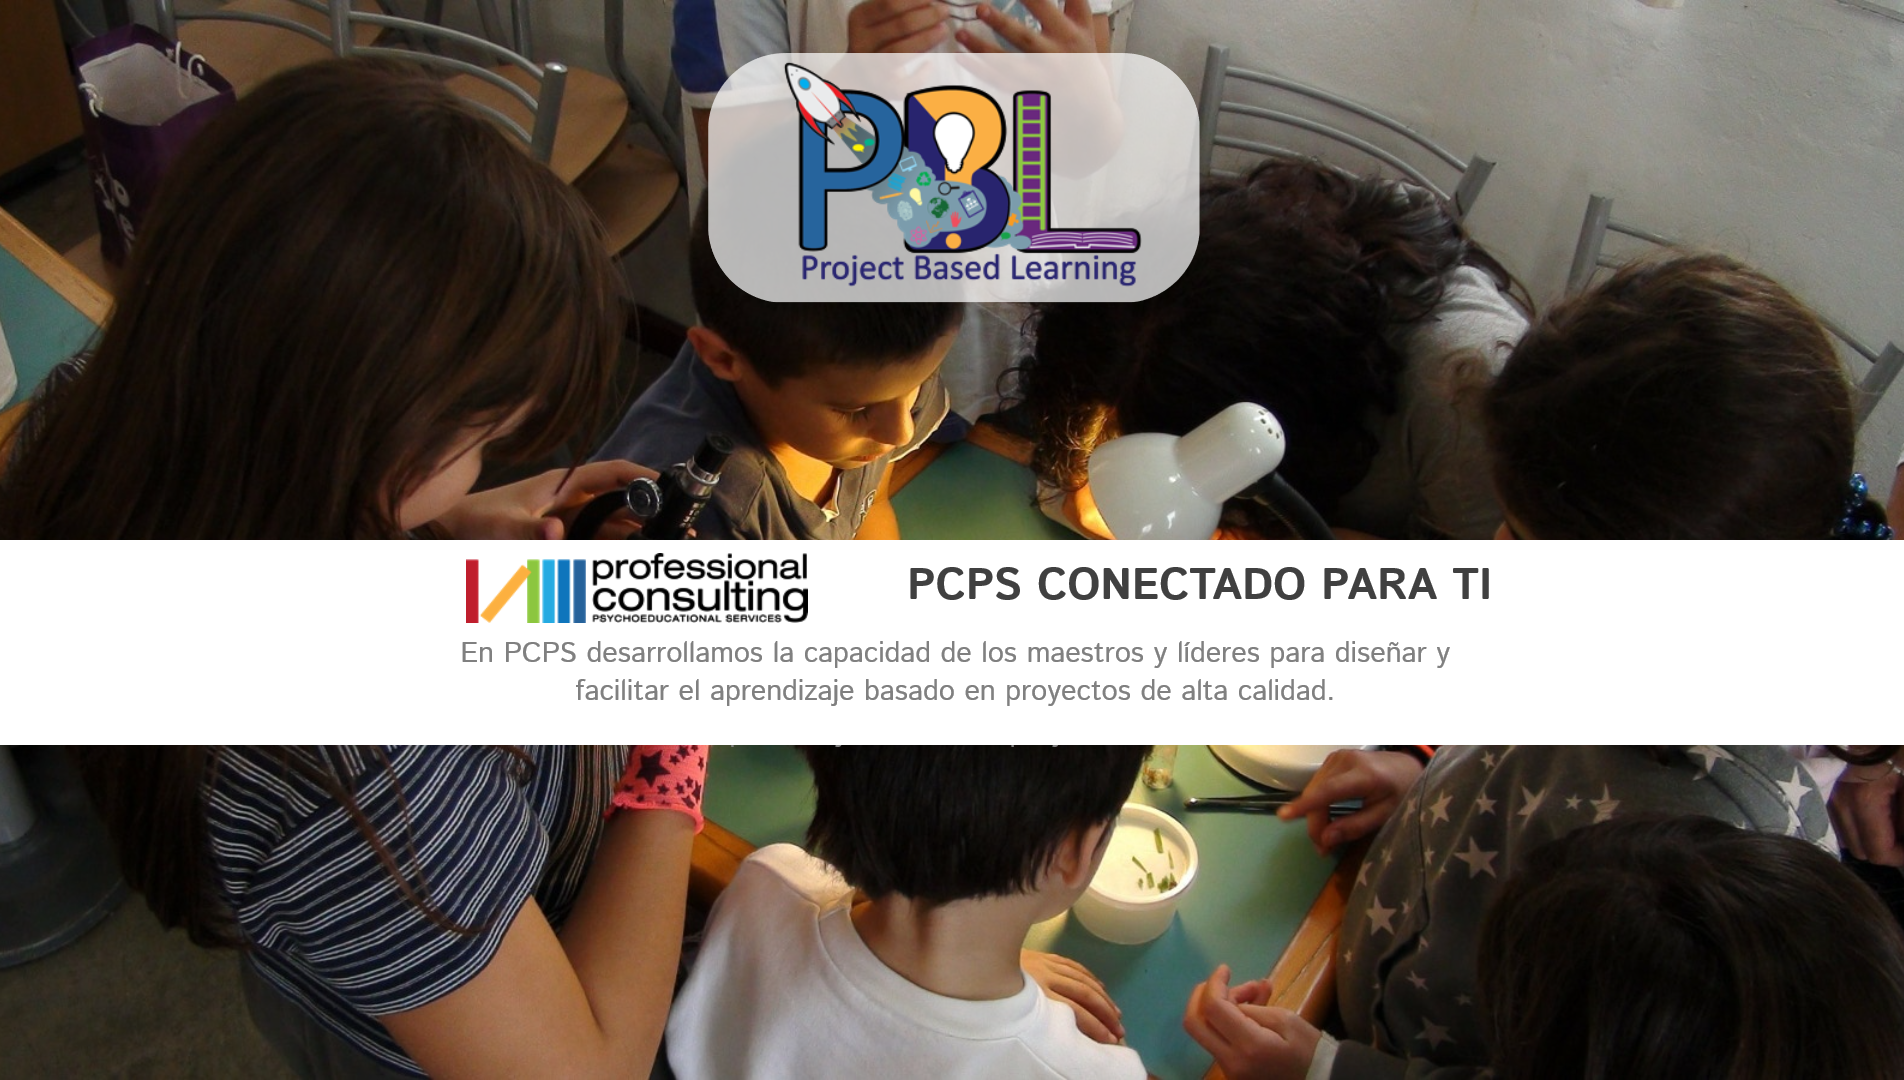 PBL
Project Based Learning
professional
consulting
PSYCHOEDUCATIONAL SERVICES
PCPS CONECTADO PARA TI
En PCPS desarrollamos la capacidad de los maestros y líderes para diseñar y
facilitar el aprendizaje basado en proyectos de alta calidad.